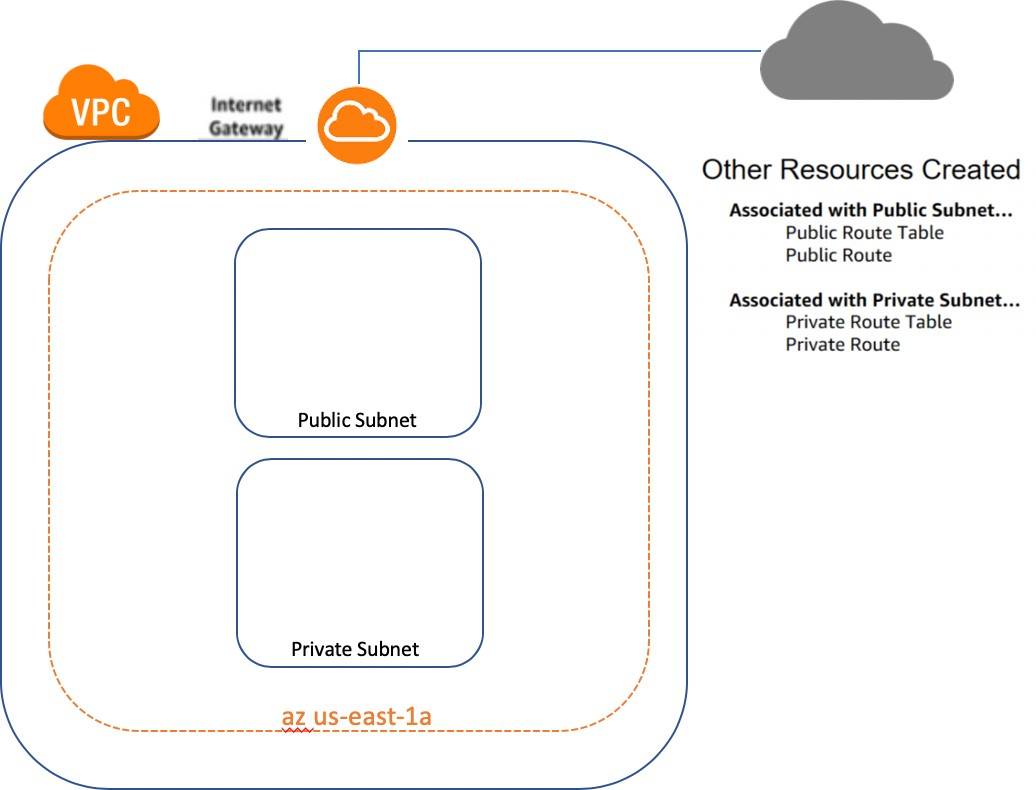 VPC
Internet
Gateway
Other Resources Created
Associated with Public Subnet...
Public Route Table
Public Route
Associated with Private Subnet...
Private Route Table
Private Route
Public Subnet
Private Subnet
az us-east-1a